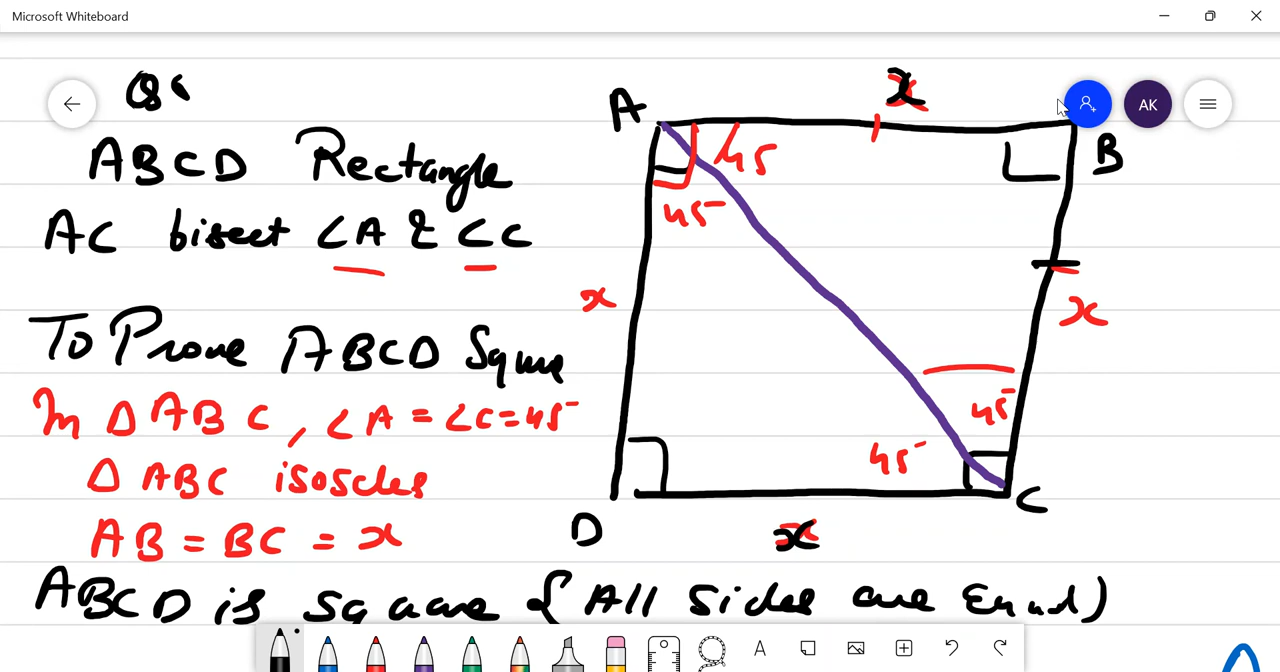 Microsoft Whiteboard
Q8(
ABCD Rectangle
AC bisect ∠A & ∠C
To Prove ABCD Square
In Δ ABC, ∠A = ∠C = 45°
Δ ABC isosceles
AB = BC = x
ABCD is square { All sides are Equal )
A
x
B
AK
45
45°
x
x
45°
45°
C
D
x
A